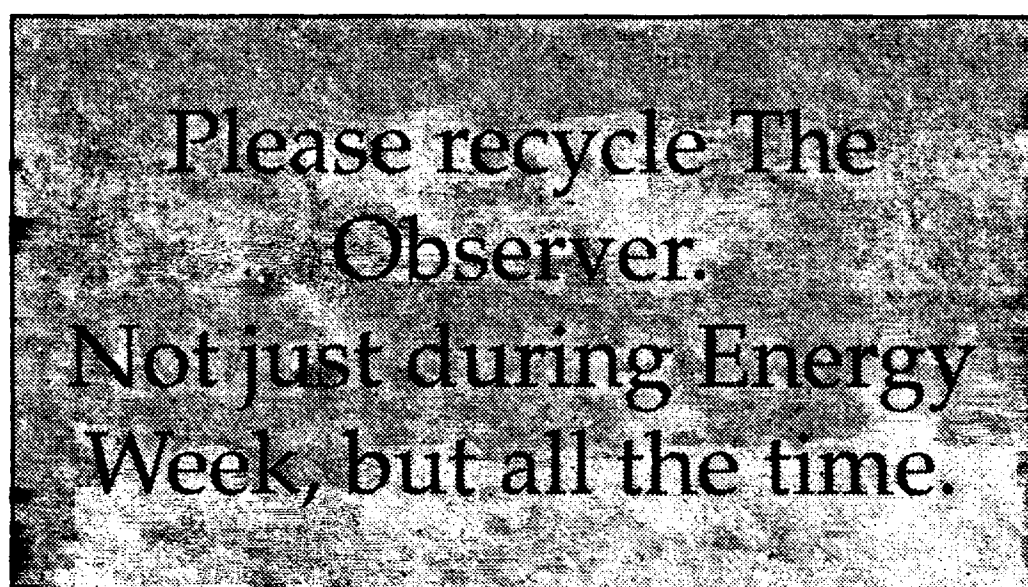 Please recycle The
Observer.
Not just during Energy
Week, but all the time.